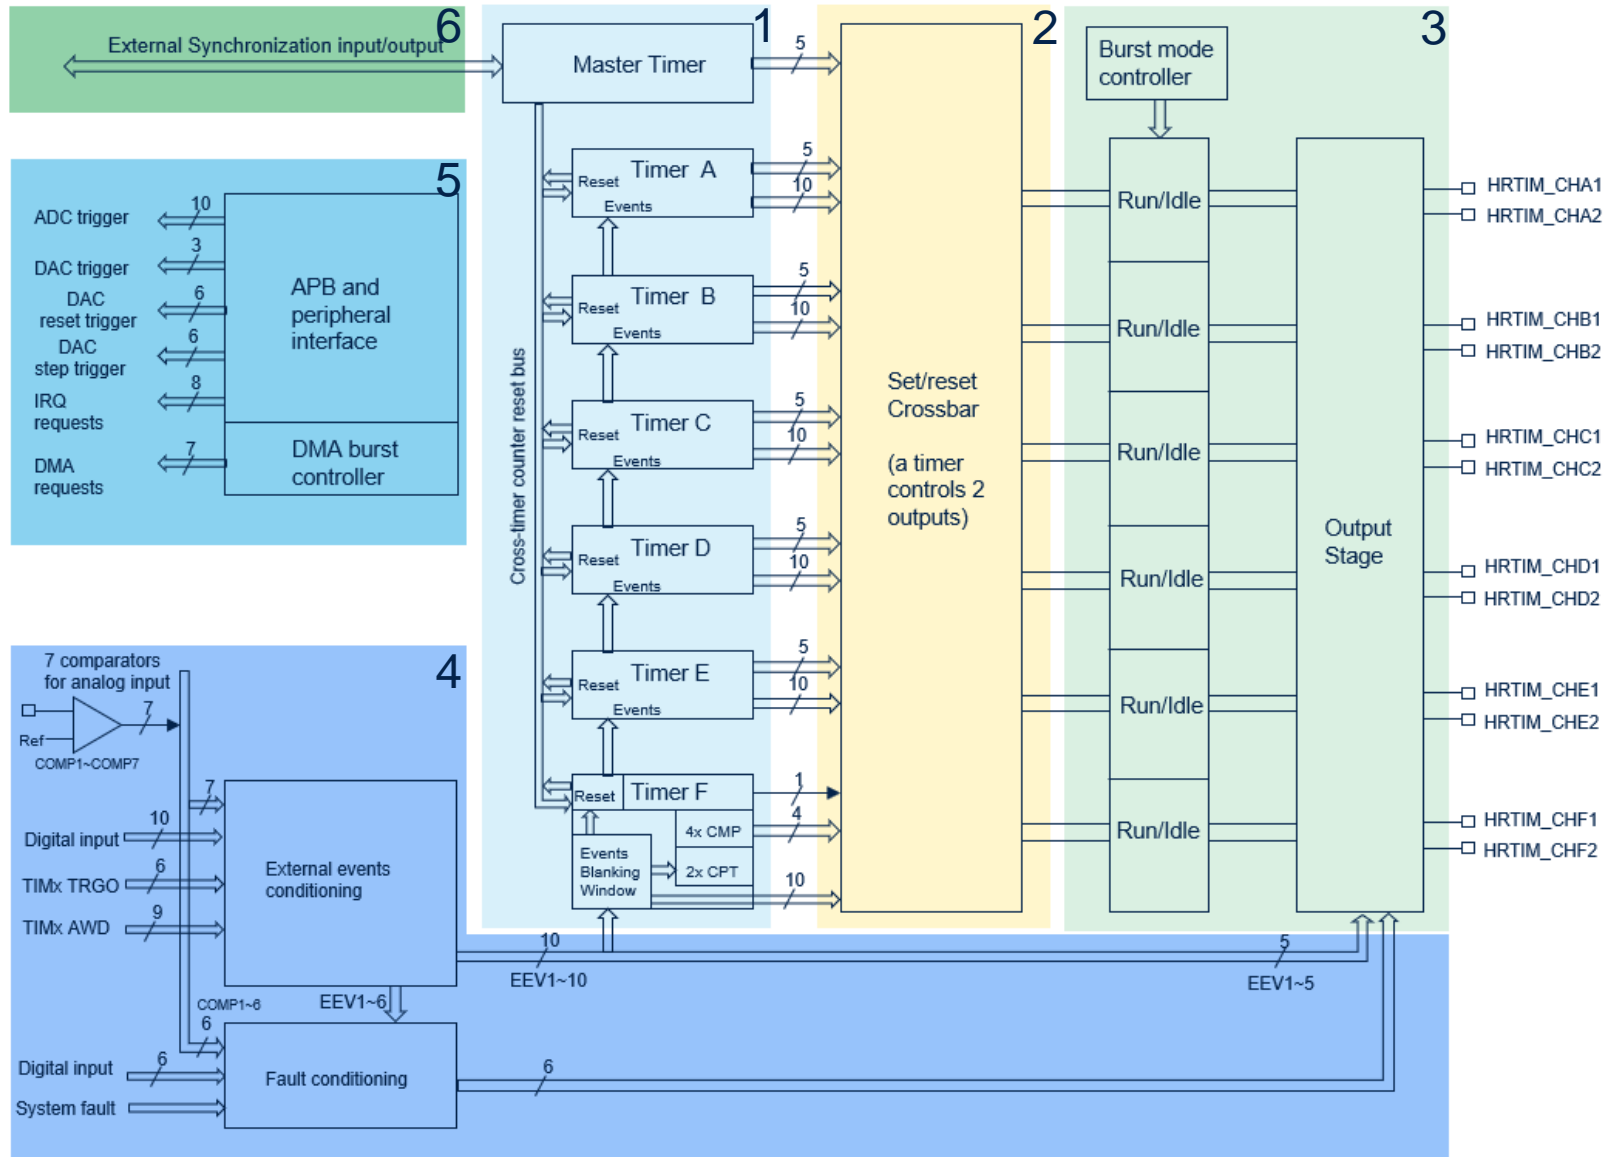 6
External Synchronization input/output
1
Master Timer
5
2
3
Burst mode
controller
5
10
ADC trigger
3
DAC trigger
6
DAC
reset trigger
6
DAC
step trigger
8
IRQ
requests
7
DMA
requests
APB and
peripheral
interface
DMA burst
controller
Cross-timer counter reset bus
Timer A
Reset
Events
5
10
Timer B
Reset
Events
5
10
Timer C
Reset
Events
5
10
Timer D
Reset
Events
5
10
Timer E
Reset
Events
5
10
Timer F
Reset
1
4x CMP
4
2x CPT
Events
Blanking
Window
10
Set/reset
Crossbar
(a timer
controls 2
outputs)
Run/Idle
Run/Idle
Run/Idle
Run/Idle
Run/Idle
Run/Idle
Output
Stage
HRTIM_CHA1
HRTIM_CHA2
HRTIM_CHB1
HRTIM_CHB2
HRTIM_CHC1
HRTIM_CHC2
HRTIM_CHD1
HRTIM_CHD2
HRTIM_CHE1
HRTIM_CHE2
HRTIM_CHF1
HRTIM_CHF2
4
7 comparators
for analog input
7
Ref
COMP1~COMP7
7
10
Digital input
6
TIMx TRGO
9
TIMx AWD
External events
conditioning
10
EEV1~10
5
EEV1~5
EEV1~6
COMP1~6
6
Digital input
6
System fault
Fault conditioning
6